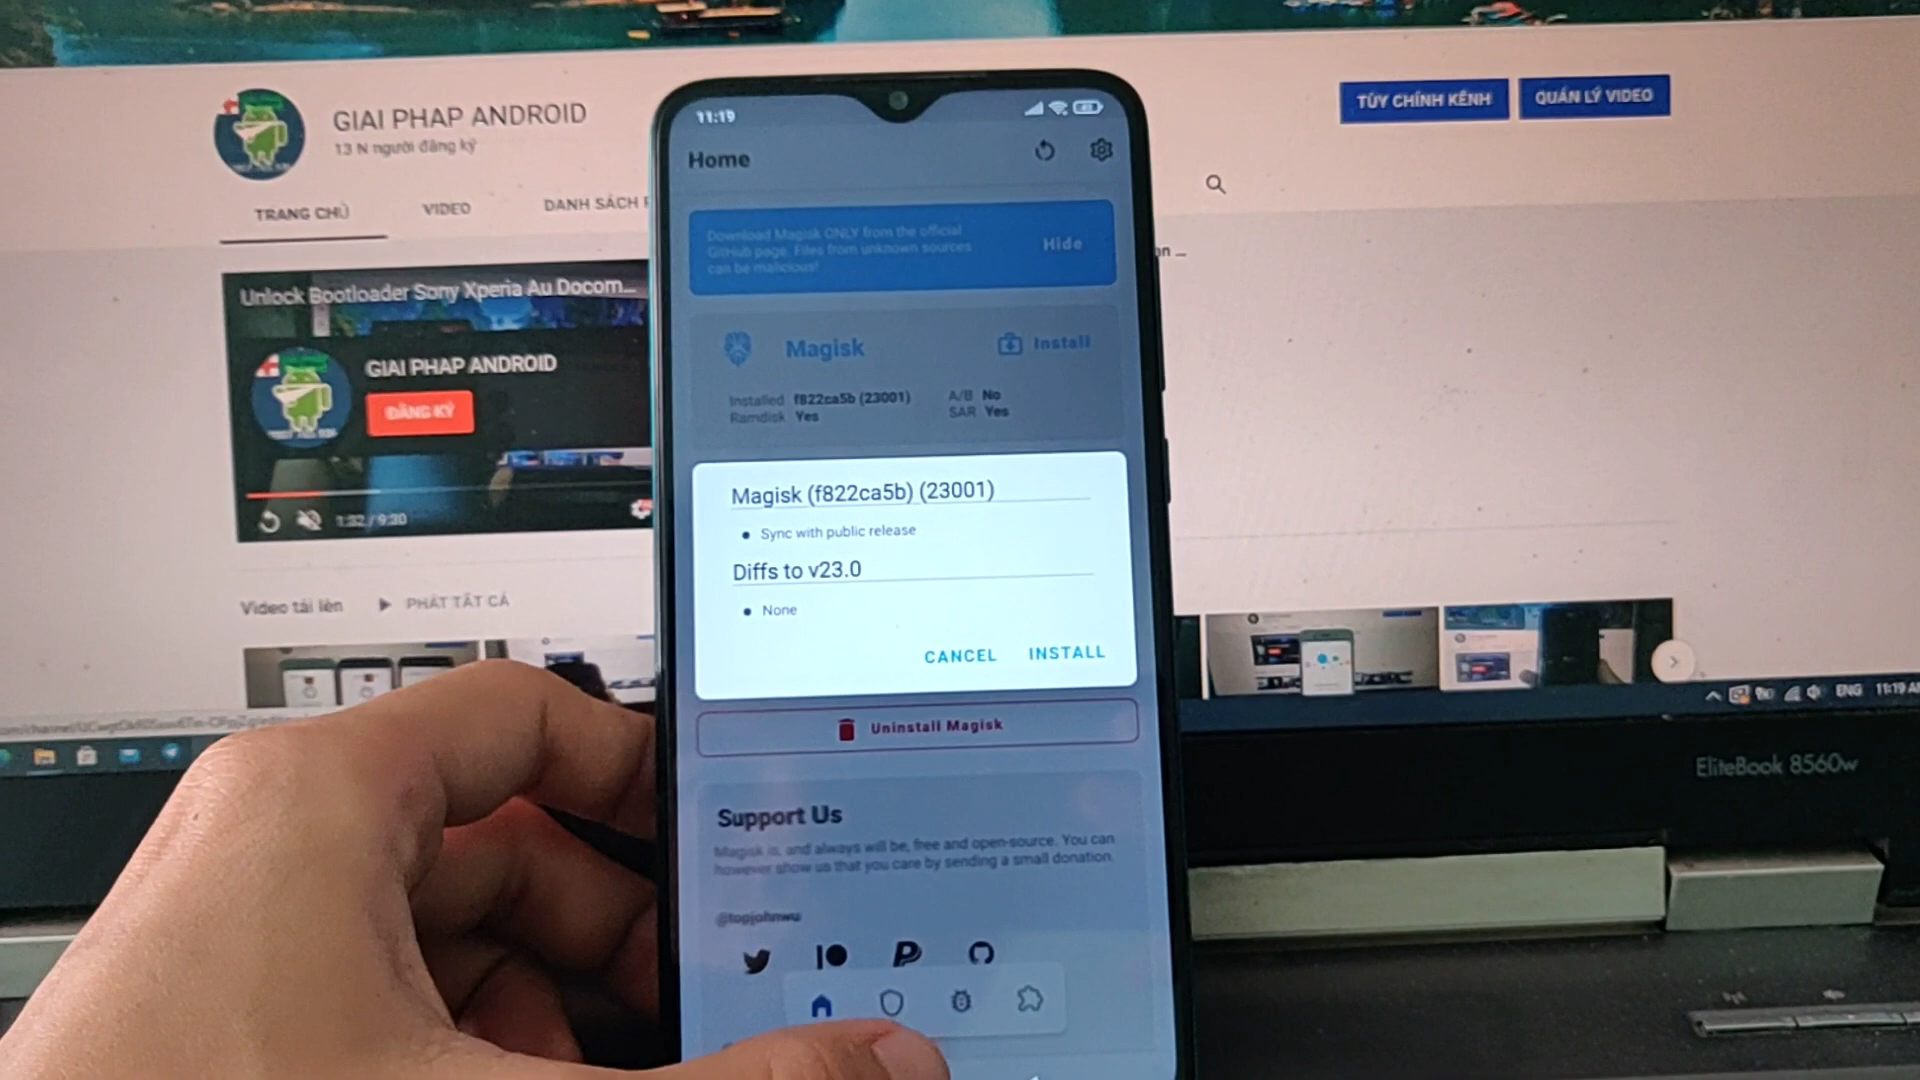 GIAI PHAP ANDROID
13 N người đăng ký
TÙY CHỈNH KÊNH
QUẢN LÝ VIDEO
TRANG CHỦ
VIDEO
DANH SÁCH
Unlock Bootloader Sony Xperia Au Docom...
GIAI PHAP ANDROID
ĐĂNG KÝ
1:32 / 9:30
Video tải lên
PHÁT TẤT CẢ
11:19
Home
Download Magisk ONLY from the official
GitHub page. Files from unknown sources
can be malicious!
Hide
Magisk
Install
Installed f822ca5b (23001)
A/B No
Ramdisk Yes
SAR Yes
Magisk (f822ca5b) (23001)
• Sync with public release
Diffs to v23.0
• None
CANCEL
INSTALL
Uninstall Magisk
Support Us
Magisk is, and always will be, free and open-source. You can
however show us that you care by sending a small donation.
@topjohnwu
ENG
11:19 A
EliteBook 8560w